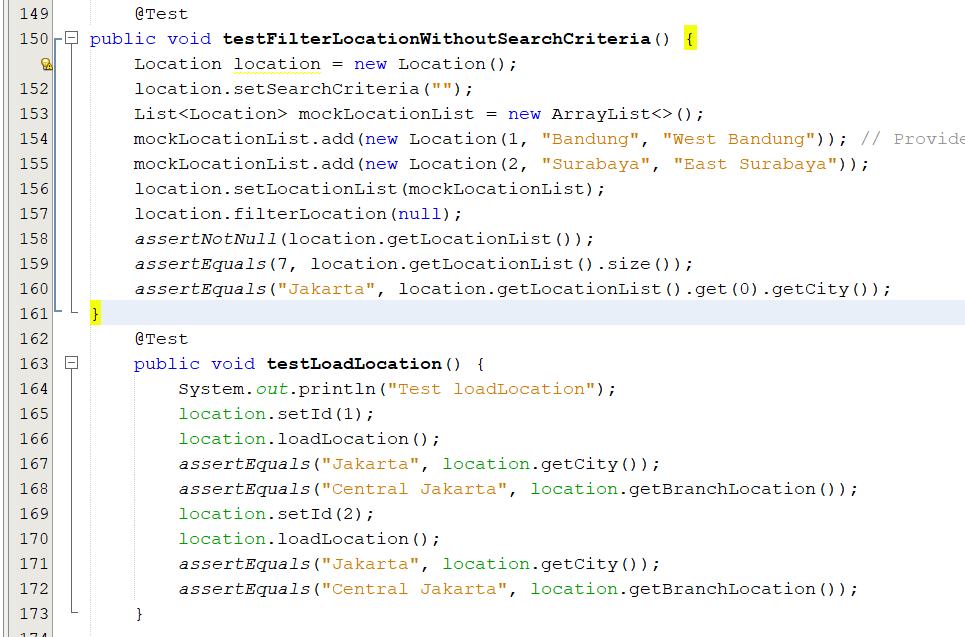 149 @Test
150 public void testFilterLocationWithoutSearchCriteria() {
Location location = new Location();
152 location.setSearchCriteria("");
153 List<Location> mockLocationList = new ArrayList<>();
154 mockLocationList.add(new Location(1, "Bandung", "West Bandung")); // Provide
155 mockLocationList.add(new Location(2, "Surabaya", "East Surabaya"));
156 location.setLocationList(mockLocationList);
157 location.filterLocation(null);
158 assertNotNull(location.getLocationList());
159 assertEquals(7, location.getLocationList().size());
160 assertEquals("Jakarta", location.getLocationList().get(0).getCity());
161 }
162 @Test
163 public void testLoadLocation() {
164 System.out.println("Test loadLocation");
165 location.setId(1);
166 location.loadLocation();
167 assertEquals("Jakarta", location.getCity());
168 assertEquals("Central Jakarta", location.getBranchLocation());
169 location.setId(2);
170 location.loadLocation();
171 assertEquals("Jakarta", location.getCity());
172 assertEquals("Central Jakarta", location.getBranchLocation());
173 }
174